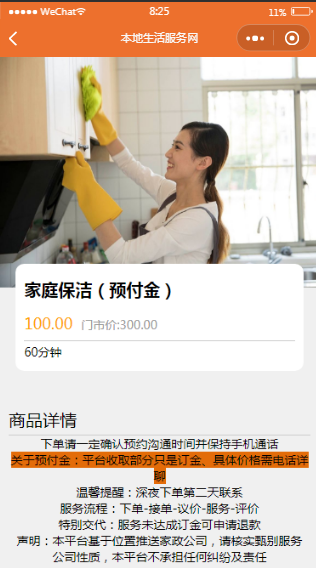 WeChat 8:25 11%
本地生活服务网
家庭保洁（预付金）
100.00 门市价:300.00
60分钟
商品详情
下单请一定确认预约沟通时间并保持手机通话
关于预付金：平台收取部分只是订金、具体价格需电话详
聊
温馨提醒：深夜下单第二天联系
服务流程：下单-接单-议价-服务-评价
特别交代：服务未达成订金可申请退款
声明：本平台基于位置推送家政公司，请核实甄别服务
公司性质，本平台不承担任何纠纷及责任